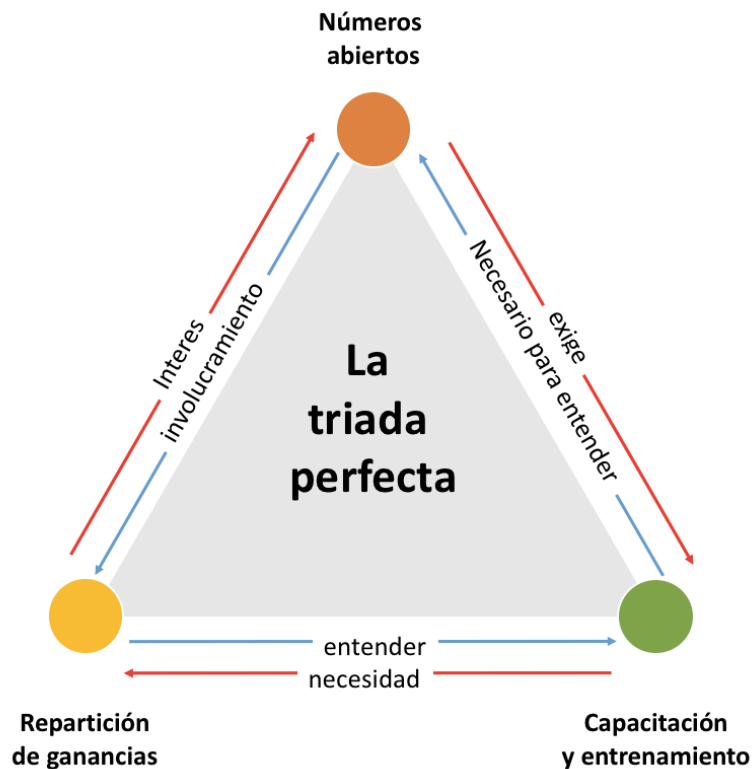 Números
abiertos
Interes
involucramiento
exige
Necesario para entender
La
triada
perfecta
entender
necesidad
Repartición
de ganancias
Capacitación
y entrenamiento